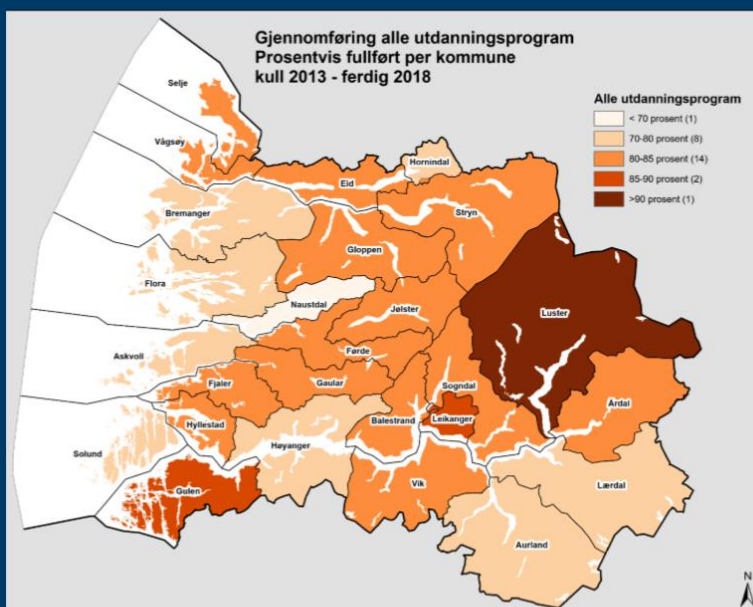 Gjennomføring alle utdanningsprogram
Prosentvis fullført per kommune
kull 2013 - ferdig 2018
Alle utdanningsprogram
< 70 prosent (1)
70-80 prosent (8)
80-85 prosent (14)
85-90 prosent (2)
>90 prosent (1)
Selje
Vågsøy
Hornindal
Eid
Bremanger
Stryn
Gloppen
Flora
Naustdal
Jølster
Luster
Askvoll
Førde
Fjaler
Gaular
Sogndal
Årdal
Hyllestad
Balestrand
Leikanger
Solund
Høyanger
Gulen
Vik
Lærdal
Aurland
N